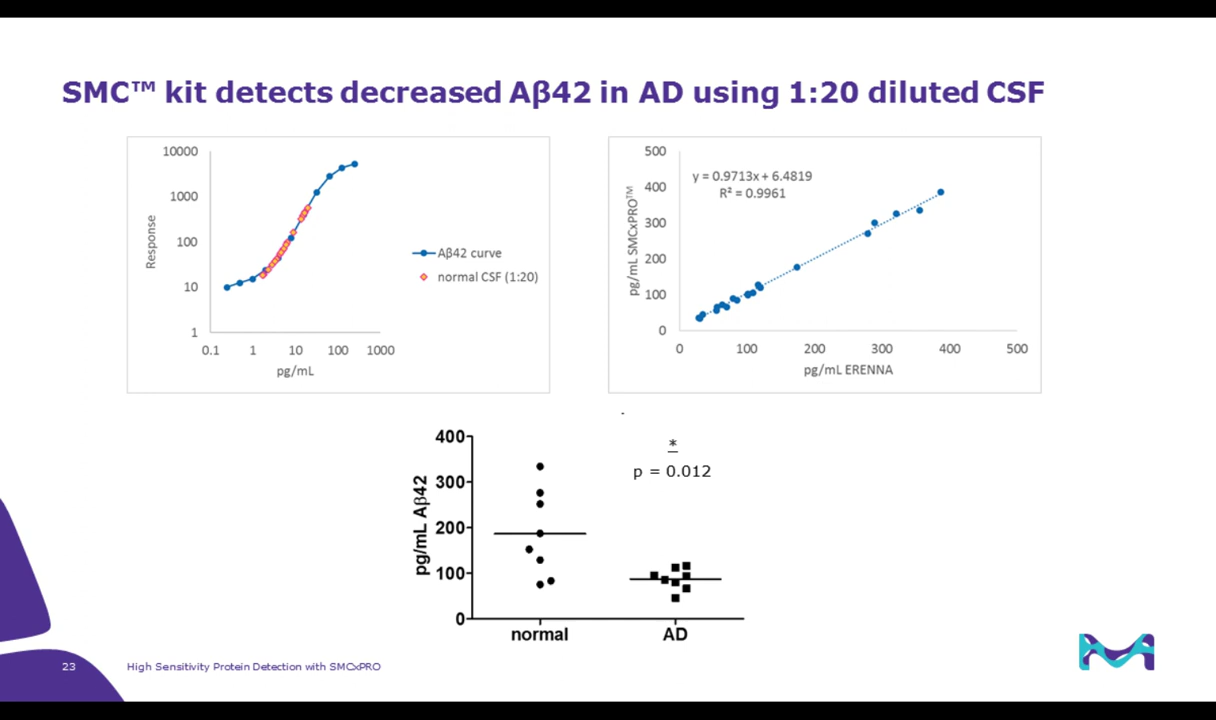 SMC™ kit detects decreased Aβ42 in AD using 1:20 diluted CSF
10000
1000
100
10
1
Response
0.1 1 10 100 1000
pg/mL
Aβ42 curve
normal CSF (1:20)
500
400
300
200
100
0
pg/mL SMCxPRO™
y = 0.9713x + 6.4819
R² = 0.9961
0 100 200 300 400 500
pg/mL ERENNA
400
300
200
100
0
pg/mL Aβ42
*
p = 0.012
normal AD
23 High Sensitivity Protein Detection with SMCxPRO